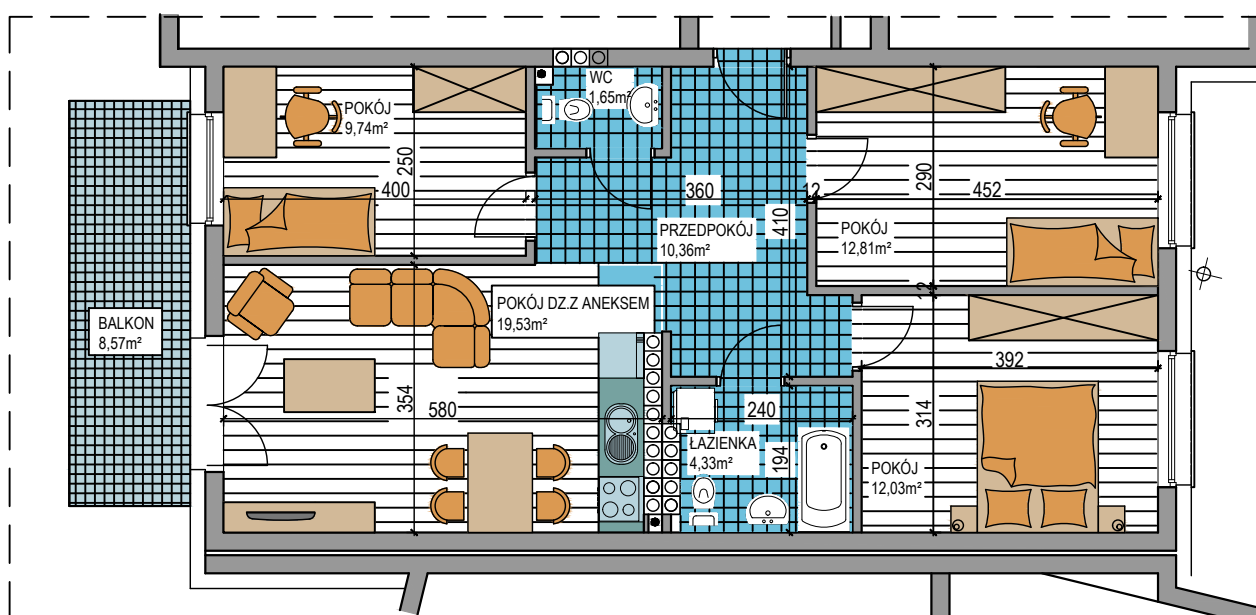 POKÓJ
9,74m²
250
400
WC
1,65m²
360
12
410
PRZEDPOKÓJ
10,36m²
290
452
POKÓJ
12,81m²
12
BALKON
8,57m²
POKÓJ DZ.Z ANEKSEM
19,53m²
354
580
240
ŁAZIENKA
4,33m²
194
392
314
POKÓJ
12,03m²